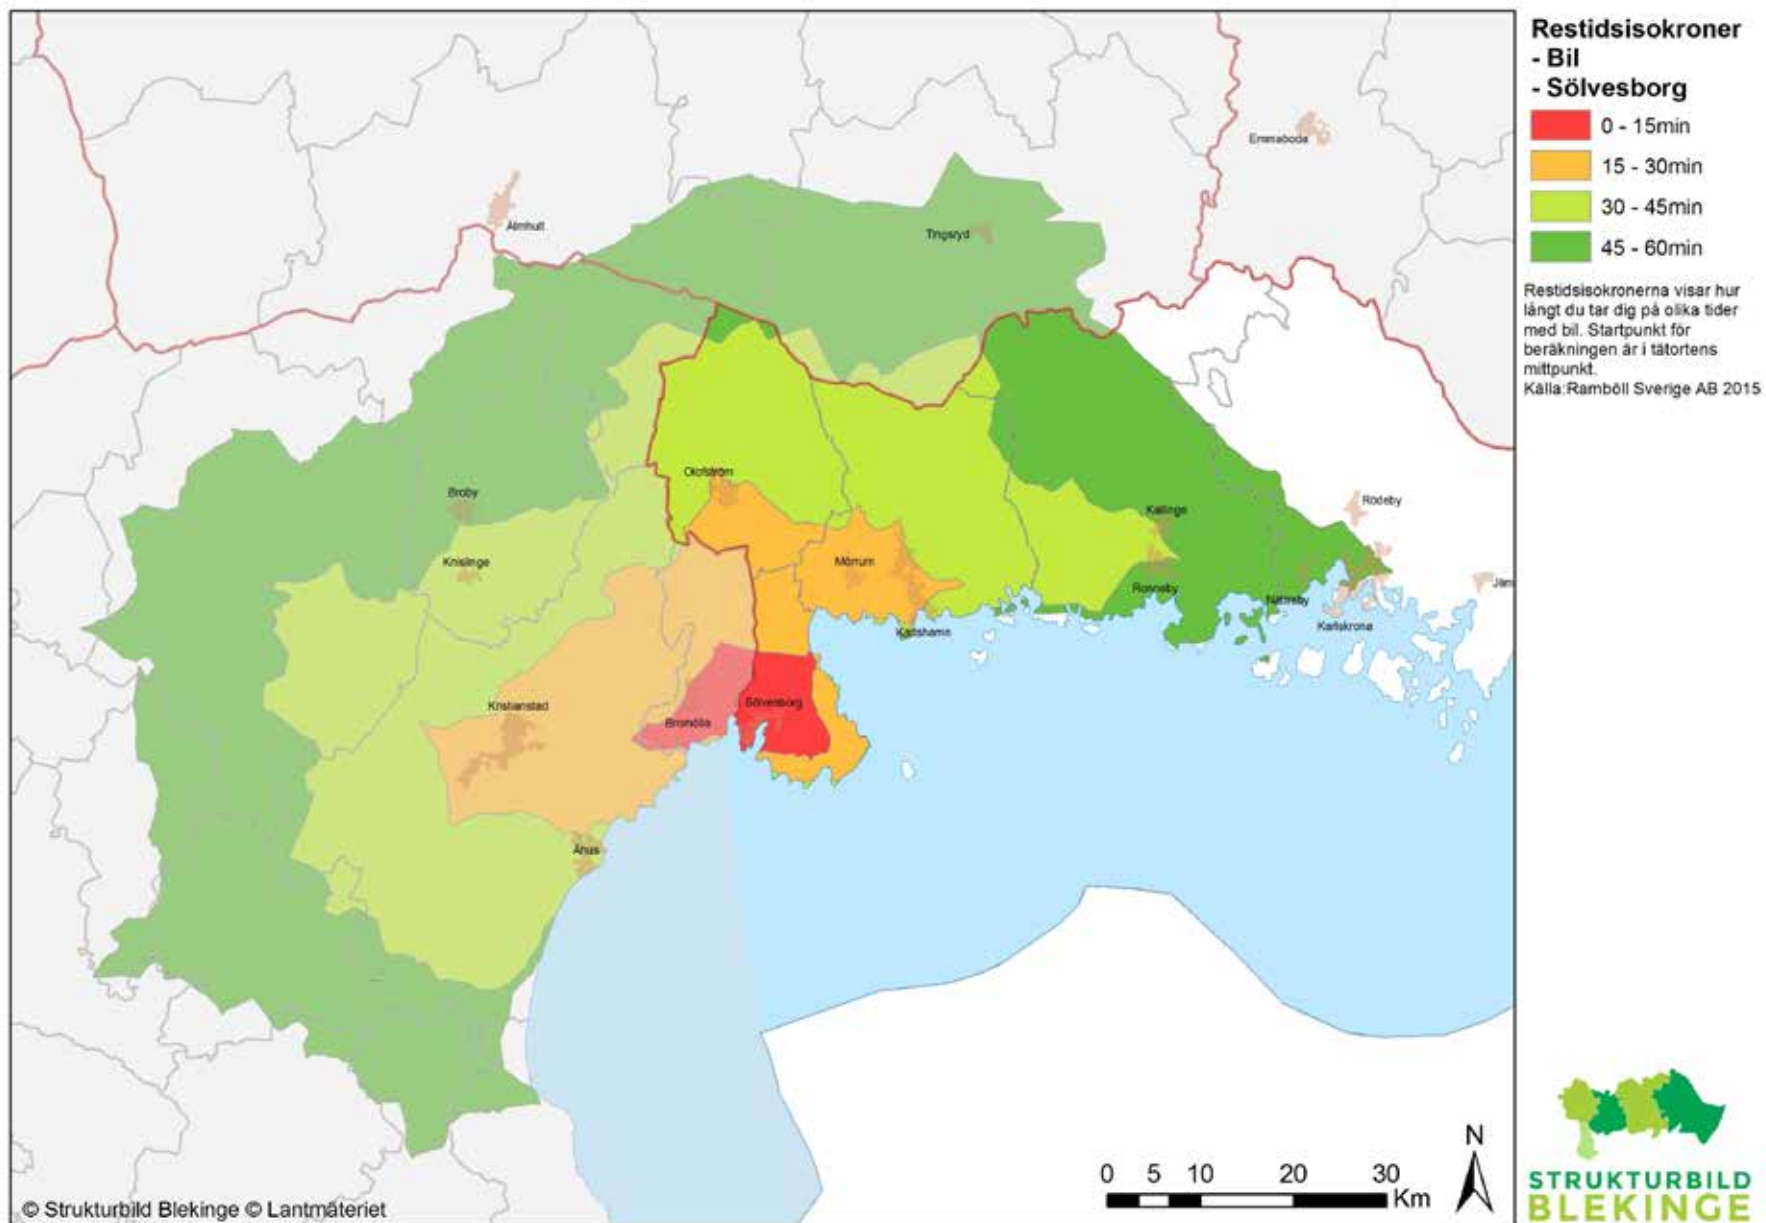 Restidsisokroner
- Bil
- Sölvesborg
0 - 15min
15 - 30min
30 - 45min
45 - 60min
Restidsisokronerna visar hur
långt du tar dig på olika tider
med bil. Startpunkt för
beräkningen är i tätortens
mittpunkt.
Källa:Ramböll Sverige AB 2015
Emmaboda
Älmhult
Tingsryd
Olofström
Broby
Rödeby
Kallinge
Knislinge
Mörrum
Jäm
Ronneby
Nättraby
Karlshamn
Karlskrona
Sölvesborg
Kristianstad
Bromölla
Åhus
N
0 5 10 20 30
Km
© Strukturbild Blekinge © Lantmäteriet
STRUKTURBILD
BLEKINGE